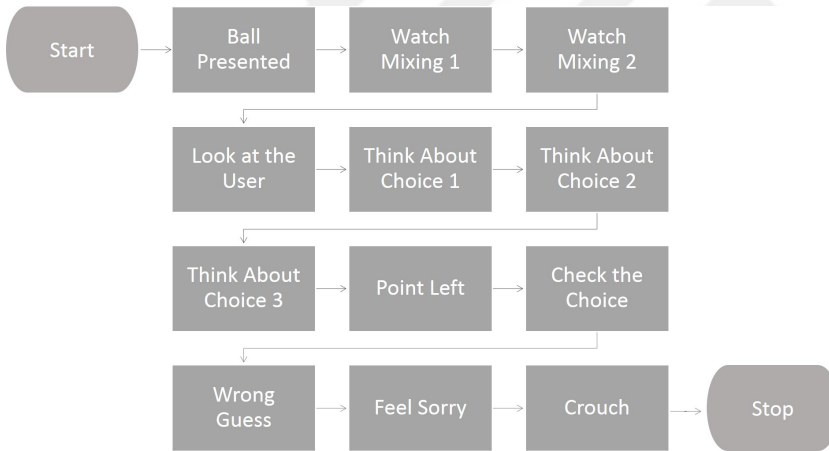 Start
Ball
Presented
Watch
Mixing 1
Watch
Mixing 2
Look at the
User
Think About
Choice 1
Think About
Choice 2
Think About
Choice 3
Point Left
Check the
Choice
Wrong
Guess
Feel Sorry
Crouch
Stop